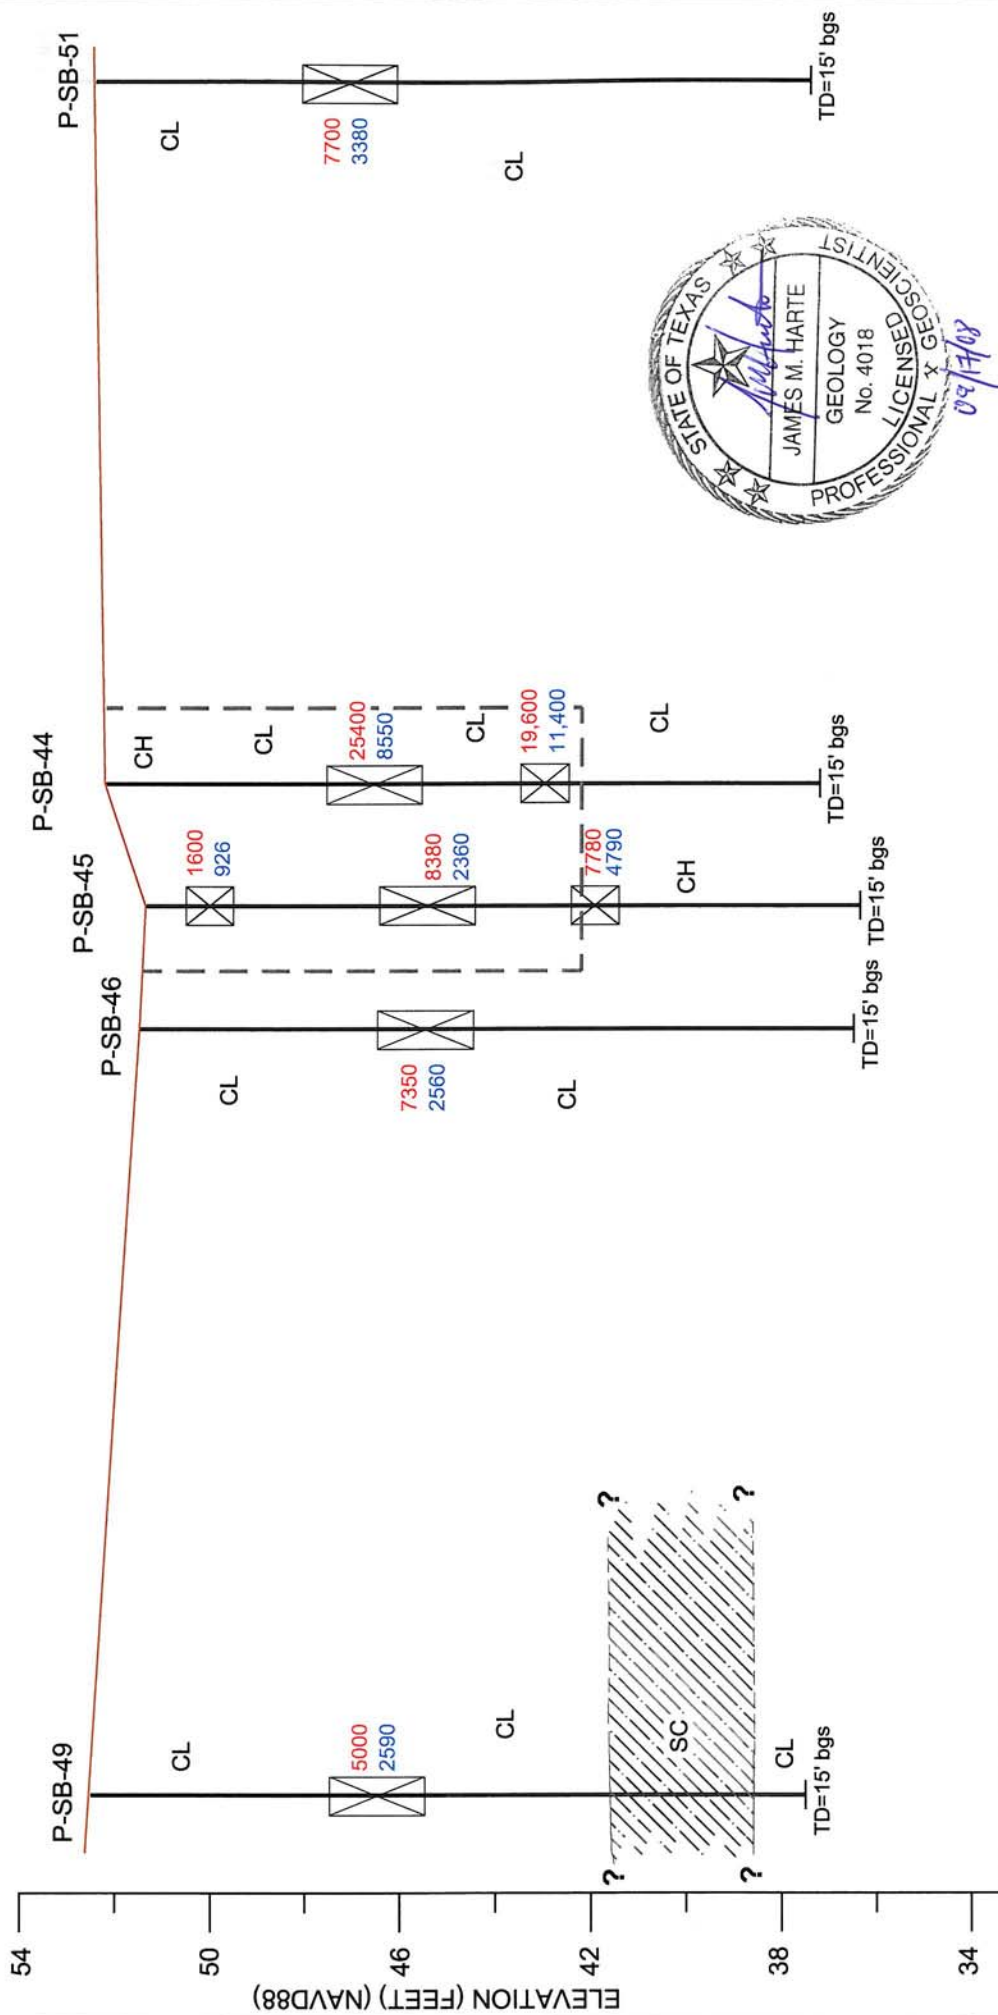 P-SB-49
P-SB-46
P-SB-45
P-SB-44
P-SB-51
54
50
46
42
38
34
ELEVATION (FEET) (NAVD88)
CL
5000
2590
CL
?
?
SC
?
?
CL
TD=15' bgs
CL
7350
2560
CL
TD=15' bgs
1600
926
8380
2360
7780
4790
CH
TD=15' bgs
CH
CL
25400
8550
CL
19,600
11,400
CL
TD=15' bgs
CL
7700
3380
CL
TD=15' bgs
STATE OF TEXAS
JAMES M. HARTE
GEOLOGY
No. 4018
LICENSED
PROFESSIONAL GEOSCIENTIST
09/17/08